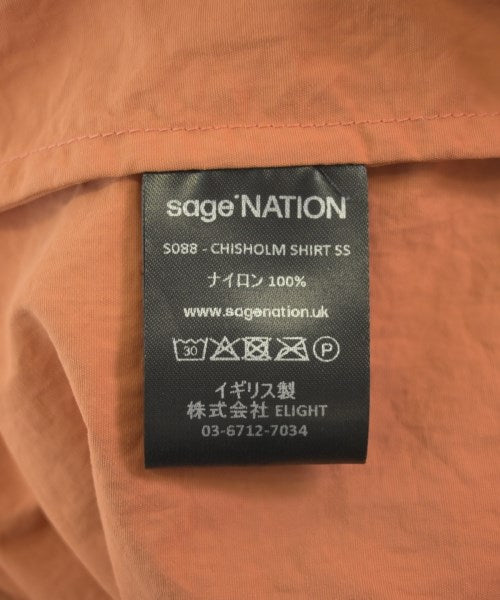 sage°NATION
S088 - CHISHOLM SHIRT SS
ナイロン 100%
www.sagenation.uk
30 P
イギリス製
株式会社 ELIGHT
03-6712-7034